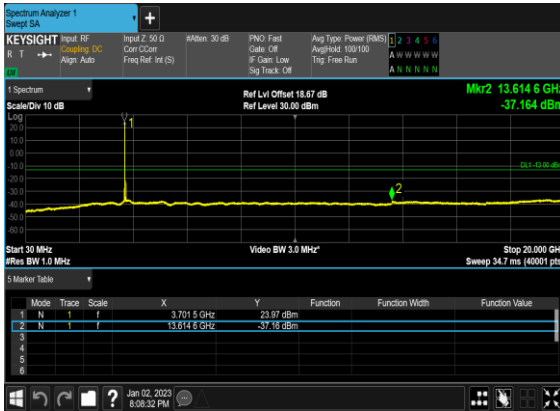 Spectrum Analyzer 1
Swept SA
+
KEYSIGHT
R T
Input: RF
Coupling: DC
Align: Auto
Input Z: 50 Ω
Corr CCorr
Freq Ref: Int (S)
#Atten: 30 dB
PNO: Fast
Gate: Off
IF Gain: Low
Sig Track: Off
Avg Type: Power (RMS)
Avg|Hold: 100/100
Trig: Free Run
1 2 3 4 5 6
A W W W W W
A N N N N N
1 Spectrum
Scale/Div 10 dB
Ref Lvl Offset 18.67 dB
Ref Level 30.00 dBm
Mkr2 13.614 6 GHz
-37.164 dBm
Log
20.0
10.0
0.00
-10.0
-20.0
-30.0
-40.0
-50.0
-60.0
1
2
DL1 -13.00 dBm
Start 30 MHz
#Res BW 1.0 MHz
Video BW 3.0 MHz*
Stop 20.000 GH
Sweep 34.7 ms (40001 pts
5 Marker Table
Mode Trace Scale X Y Function Function Width Function Value
1 N 1 f 3.701 5 GHz 23.97 dBm
2 N 1 f 13.614 6 GHz -37.16 dBm
3
4
5
6
?
Jan 02, 2023
8:08:32 PM